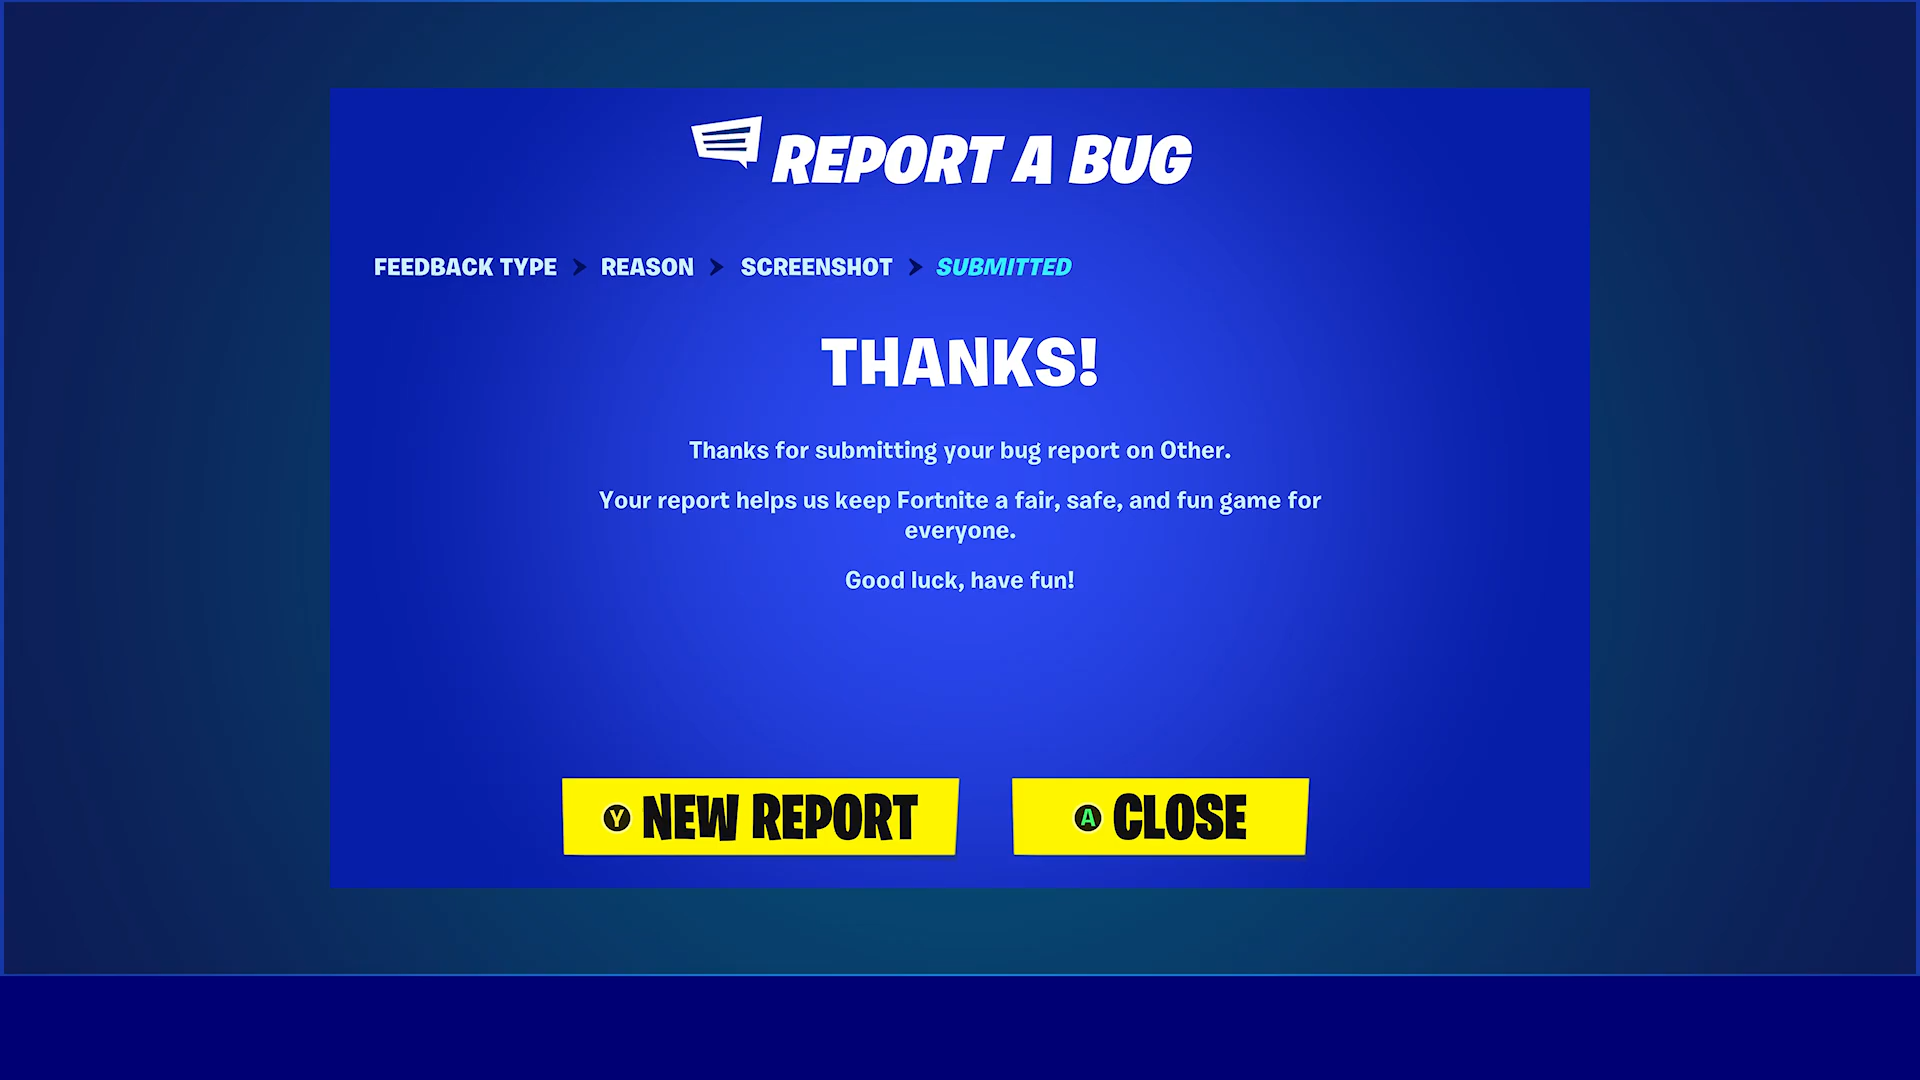 REPORT A BUG
FEEDBACK TYPE > REASON > SCREENSHOT > SUBMITTED
THANKS!
Thanks for submitting your bug report on Other.
Your report helps us keep Fortnite a fair, safe, and fun game for
everyone.
Good luck, have fun!
Y NEW REPORT A CLOSE